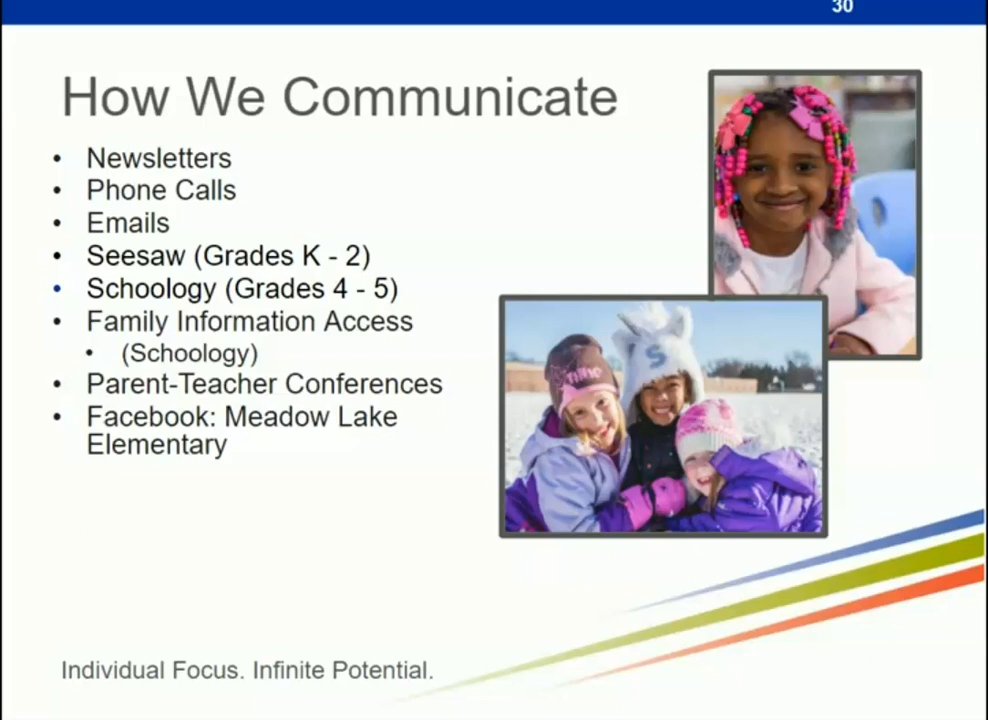 30
How We Communicate
• Newsletters
• Phone Calls
• Emails
• Seesaw (Grades K - 2)
• Schoology (Grades 4 - 5)
• Family Information Access
• (Schoology)
• Parent-Teacher Conferences
• Facebook: Meadow Lake
Elementary
S
Individual Focus. Infinite Potential.